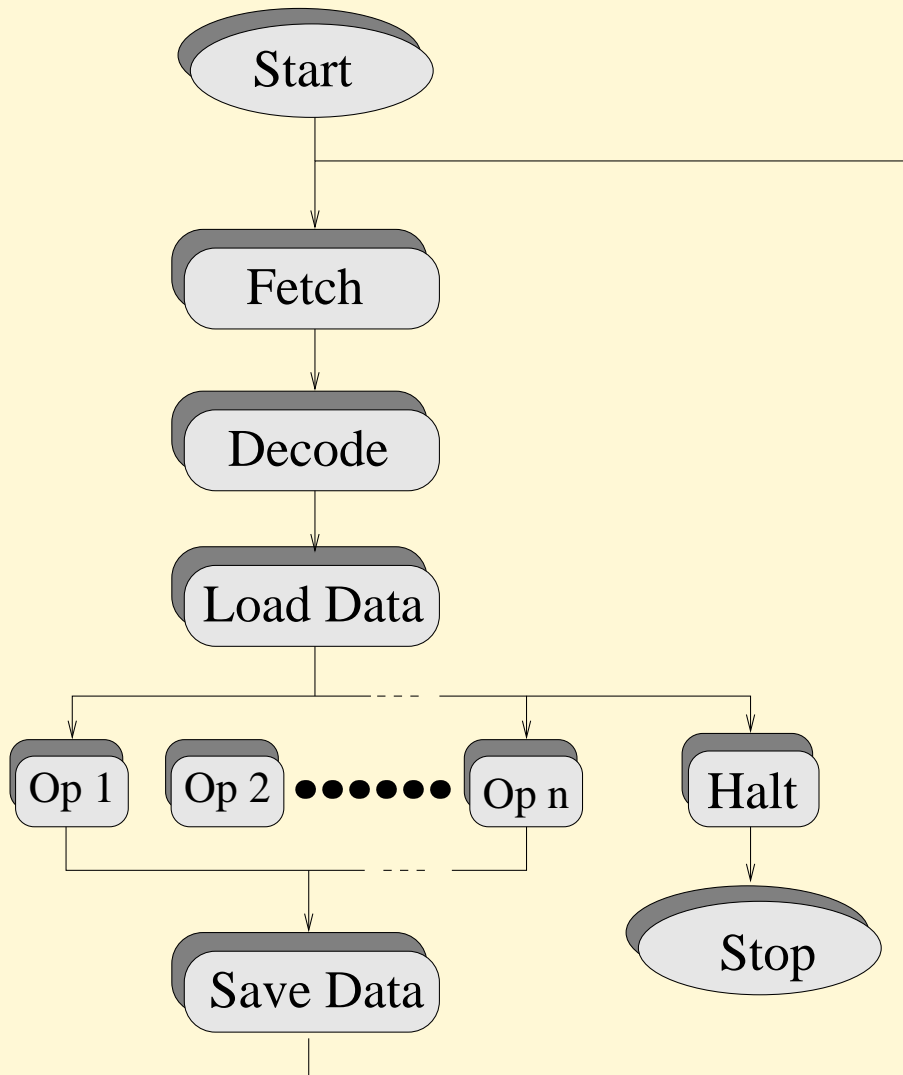 Start
Fetch
Decode
Load Data
Op 1
Op 2
Op n
Halt
Stop
Save Data